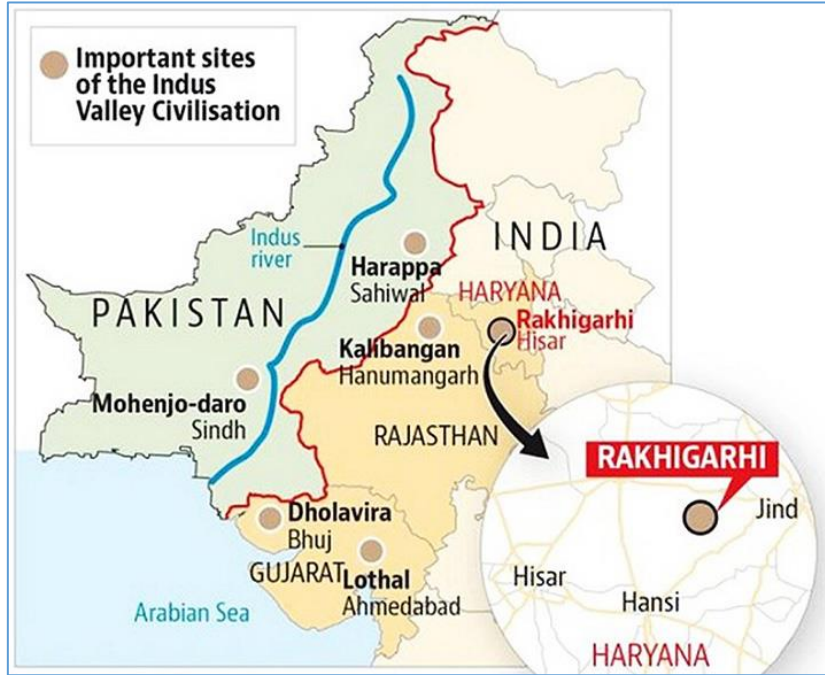 Important sites
of the Indus
Valley Civilisation
Indus
river
INDIA
Harappa
Sahiwal
HARYANA
PAKISTAN
Rakhigarhi
Hisar
Kalibangan
Hanumangarh
Mohenjo-daro
Sindh
RAJASTHAN
RAKHIGARHI
Jind
Dholavira
Bhuj
GUJARAT
Lothal
Ahmedabad
Hisar
Hansi
Arabian Sea
HARYANA